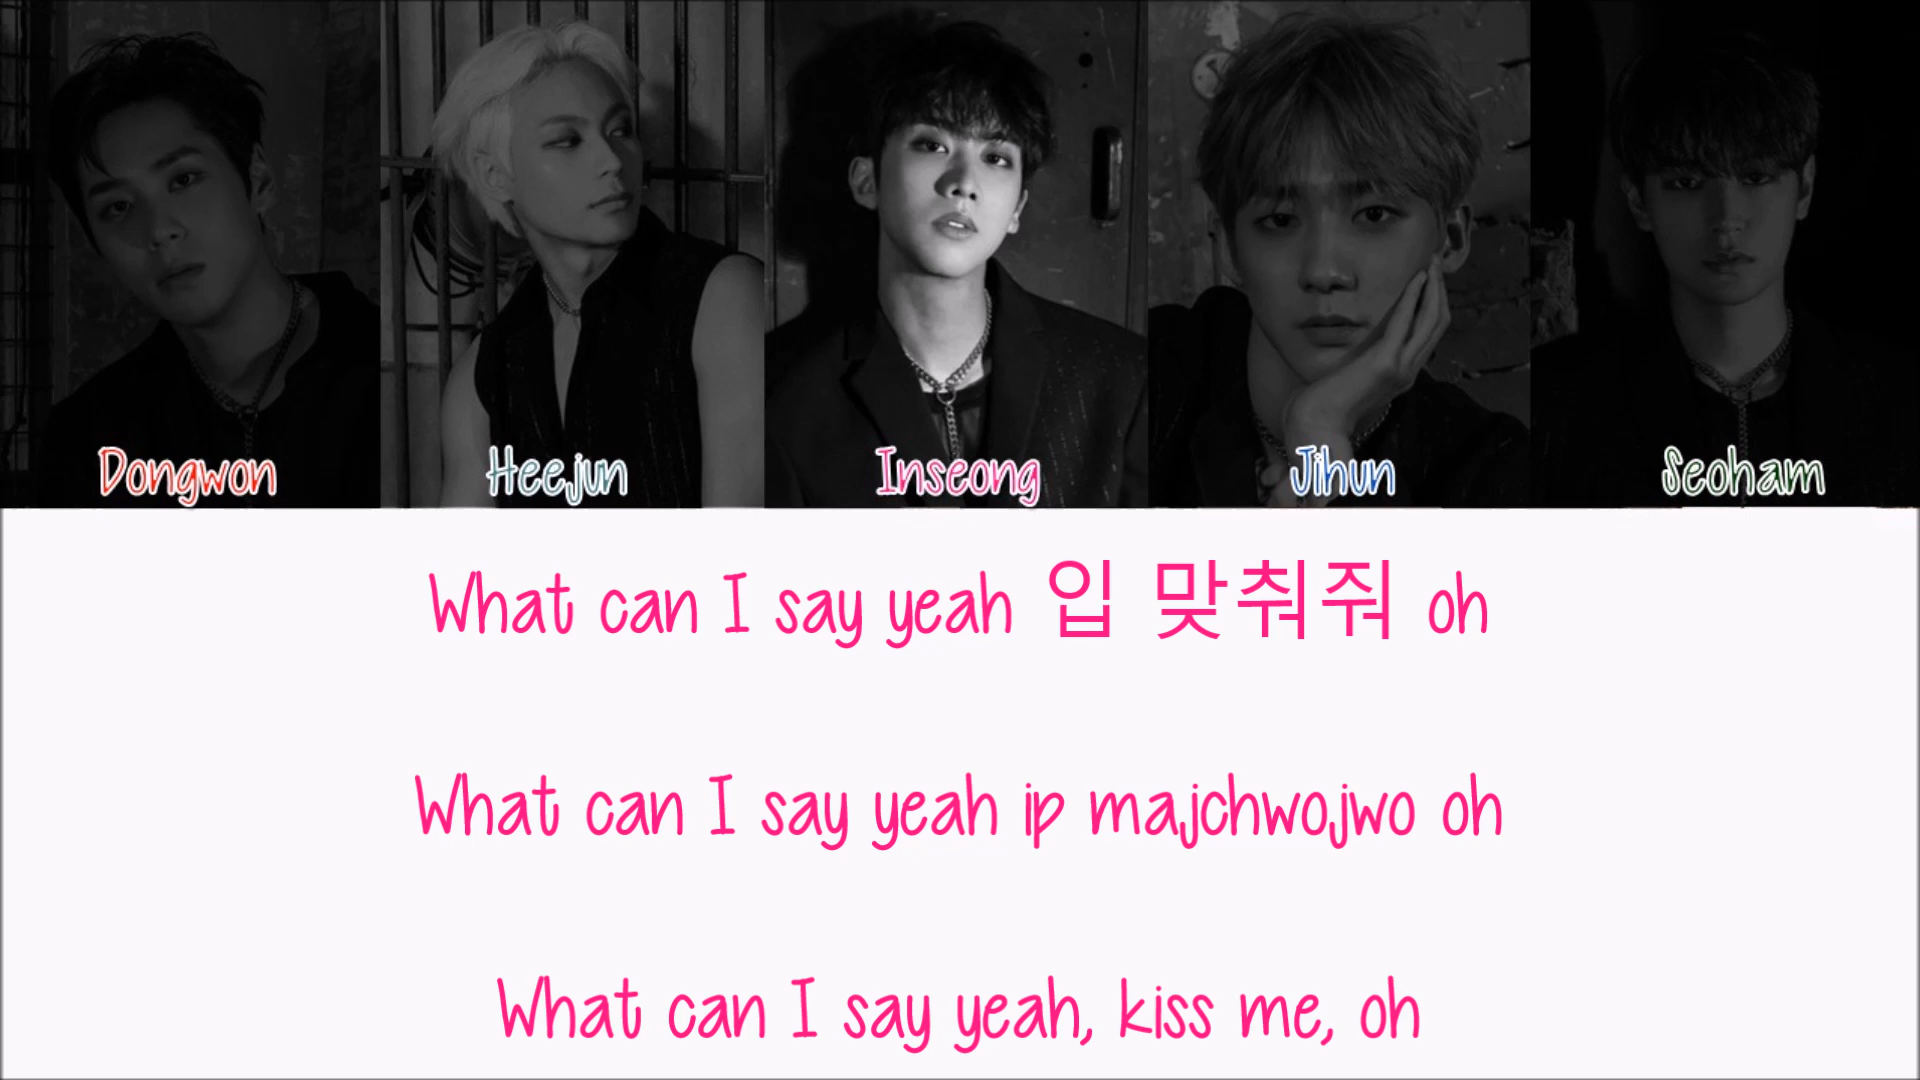 Dongwon Heejun Inseong Jihun Seoham
What can I say yeah 입 맞춰줘 oh
What can I say yeah ip majchwojwo oh
What can I say yeah, kiss me, oh